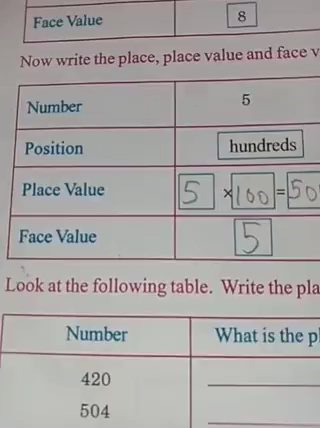 Face Value 8
Now write the place, place value and face v
Number 5
Position hundreds
Place Value 5 × 100 = 50
Face Value 5
Look at the following table. Write the pla
Number What is the p
420
504